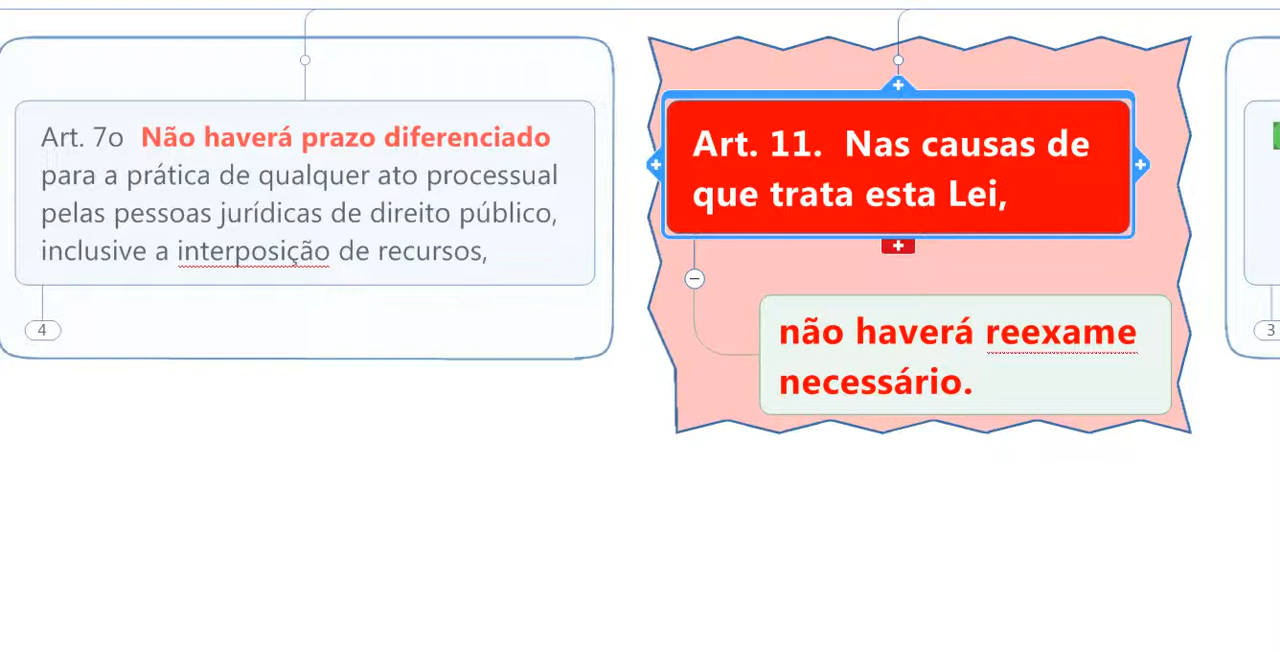 Art. 7o  Não haverá prazo diferenciado
para a prática de qualquer ato processual
pelas pessoas jurídicas de direito público,
inclusive a interposição de recursos,
4
Art. 11.  Nas causas de
que trata esta Lei,
não haverá reexame
necessário.
3